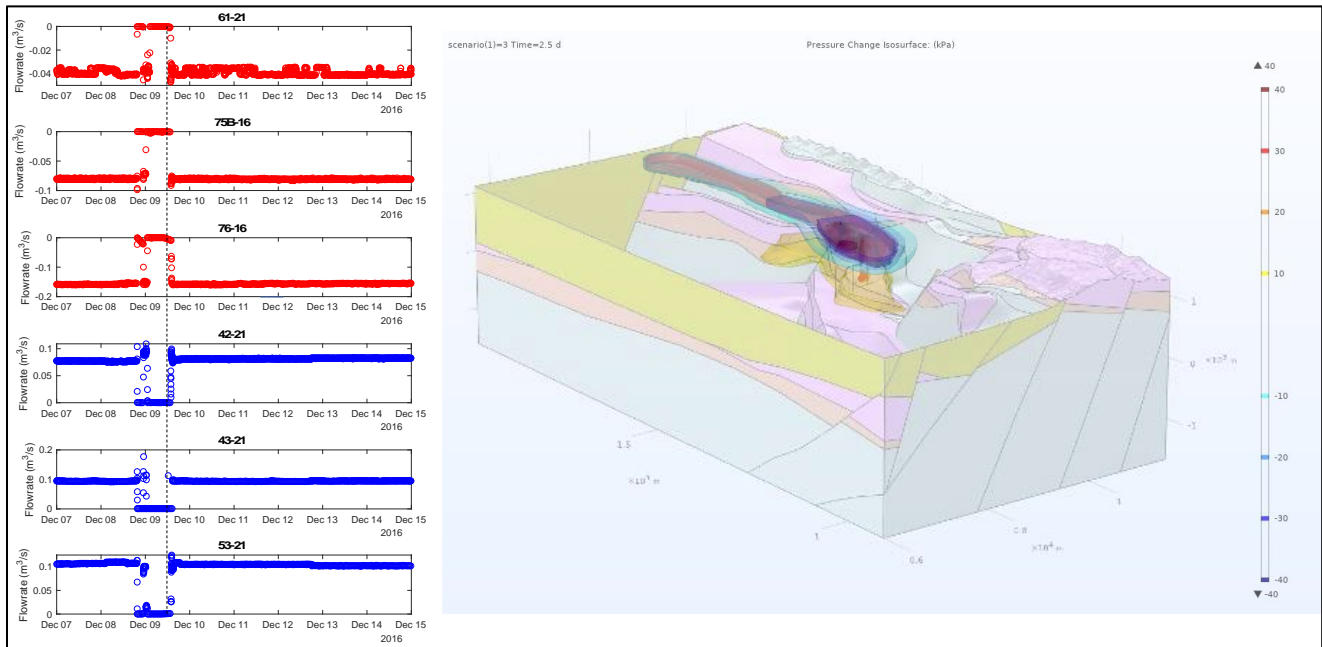 61-21
Flowrate (m³/s)
0
-0.02
-0.04
Dec 07 Dec 08 Dec 09 Dec 10 Dec 11 Dec 12 Dec 13 Dec 14 Dec 15
2016
75B-16
Flowrate (m³/s)
0
-0.05
-0.1
Dec 07 Dec 08 Dec 09 Dec 10 Dec 11 Dec 12 Dec 13 Dec 14 Dec 15
2016
76-16
Flowrate (m³/s)
0
-0.1
-0.2
Dec 07 Dec 08 Dec 09 Dec 10 Dec 11 Dec 12 Dec 13 Dec 14 Dec 15
2016
42-21
Flowrate (m³/s)
0.1
0.05
0
Dec 07 Dec 08 Dec 09 Dec 10 Dec 11 Dec 12 Dec 13 Dec 14 Dec 15
2016
43-21
Flowrate (m³/s)
0.2
0.1
0
Dec 07 Dec 08 Dec 09 Dec 10 Dec 11 Dec 12 Dec 13 Dec 14 Dec 15
2016
53-21
Flowrate (m³/s)
0.1
0.05
0
Dec 07 Dec 08 Dec 09 Dec 10 Dec 11 Dec 12 Dec 13 Dec 14 Dec 15
2016
scenario(1)=3 Time=2.5 d
Pressure Change Isosurface: (kPa)
▲ 40
40
30
20
10
-10
-20
-30
-40
▼ -40
1
0
-1
m
1.5
m
1
1
0.8
m
0.6